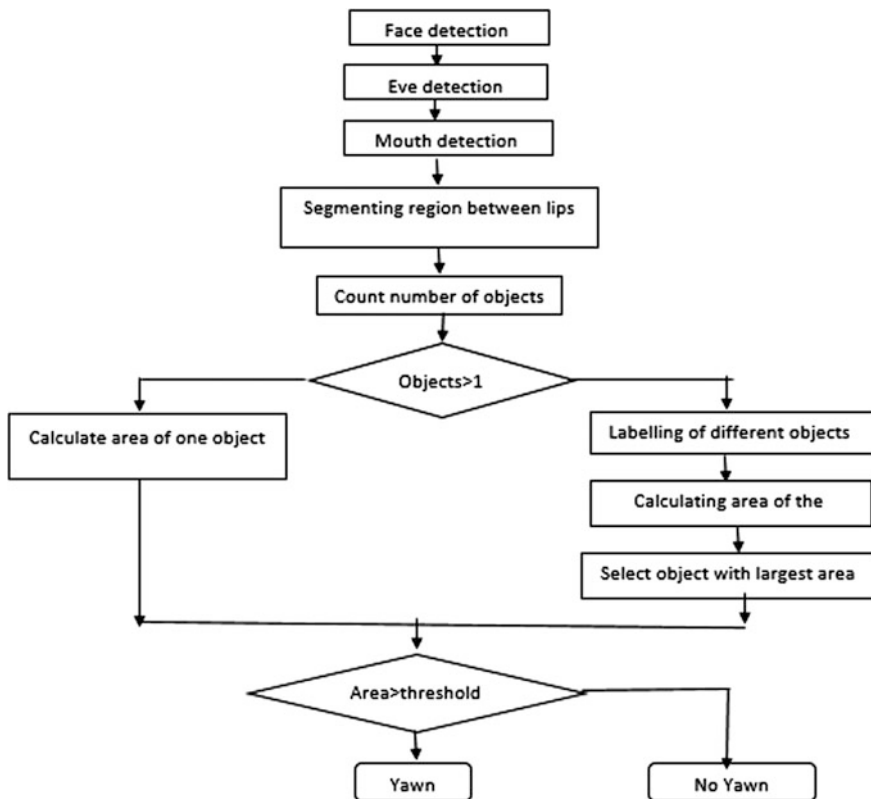 Face detection
Eve detection
Mouth detection
Segmenting region between lips
Count number of objects
Objects>1
Calculate area of one object
Labelling of different objects
Calculating area of the
Select object with largest area
Area>threshold
Yawn
No Yawn